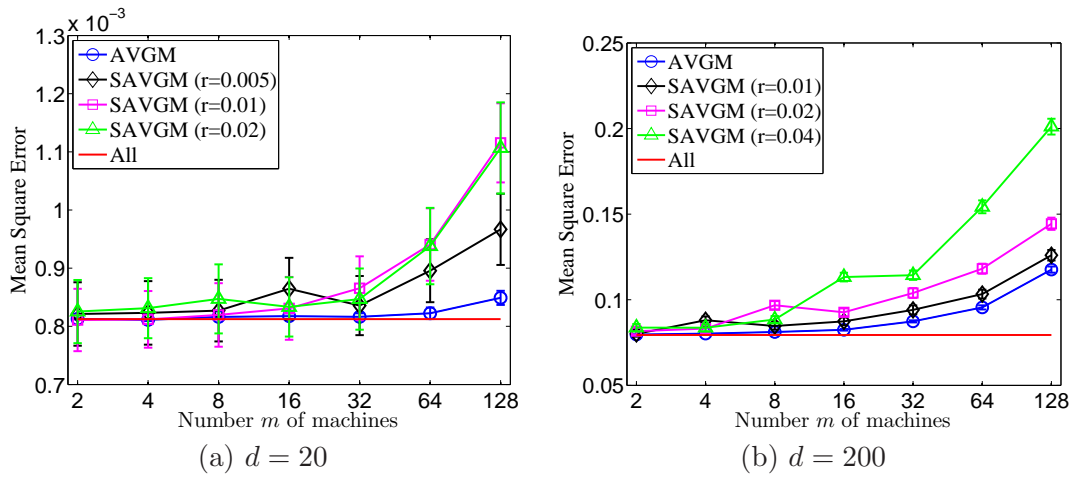 x 10⁻³
1.3
1.2
1.1
1
0.9
0.8
0.7
Mean Square Error
AVGM
SAVGM (r=0.005)
SAVGM (r=0.01)
SAVGM (r=0.02)
All
2 4 8 16 32 64 128
Number m of machines
(a) d = 20
0.25
0.2
0.15
0.1
0.05
Mean Square Error
AVGM
SAVGM (r=0.01)
SAVGM (r=0.02)
SAVGM (r=0.04)
All
2 4 8 16 32 64 128
Number m of machines
(b) d = 200